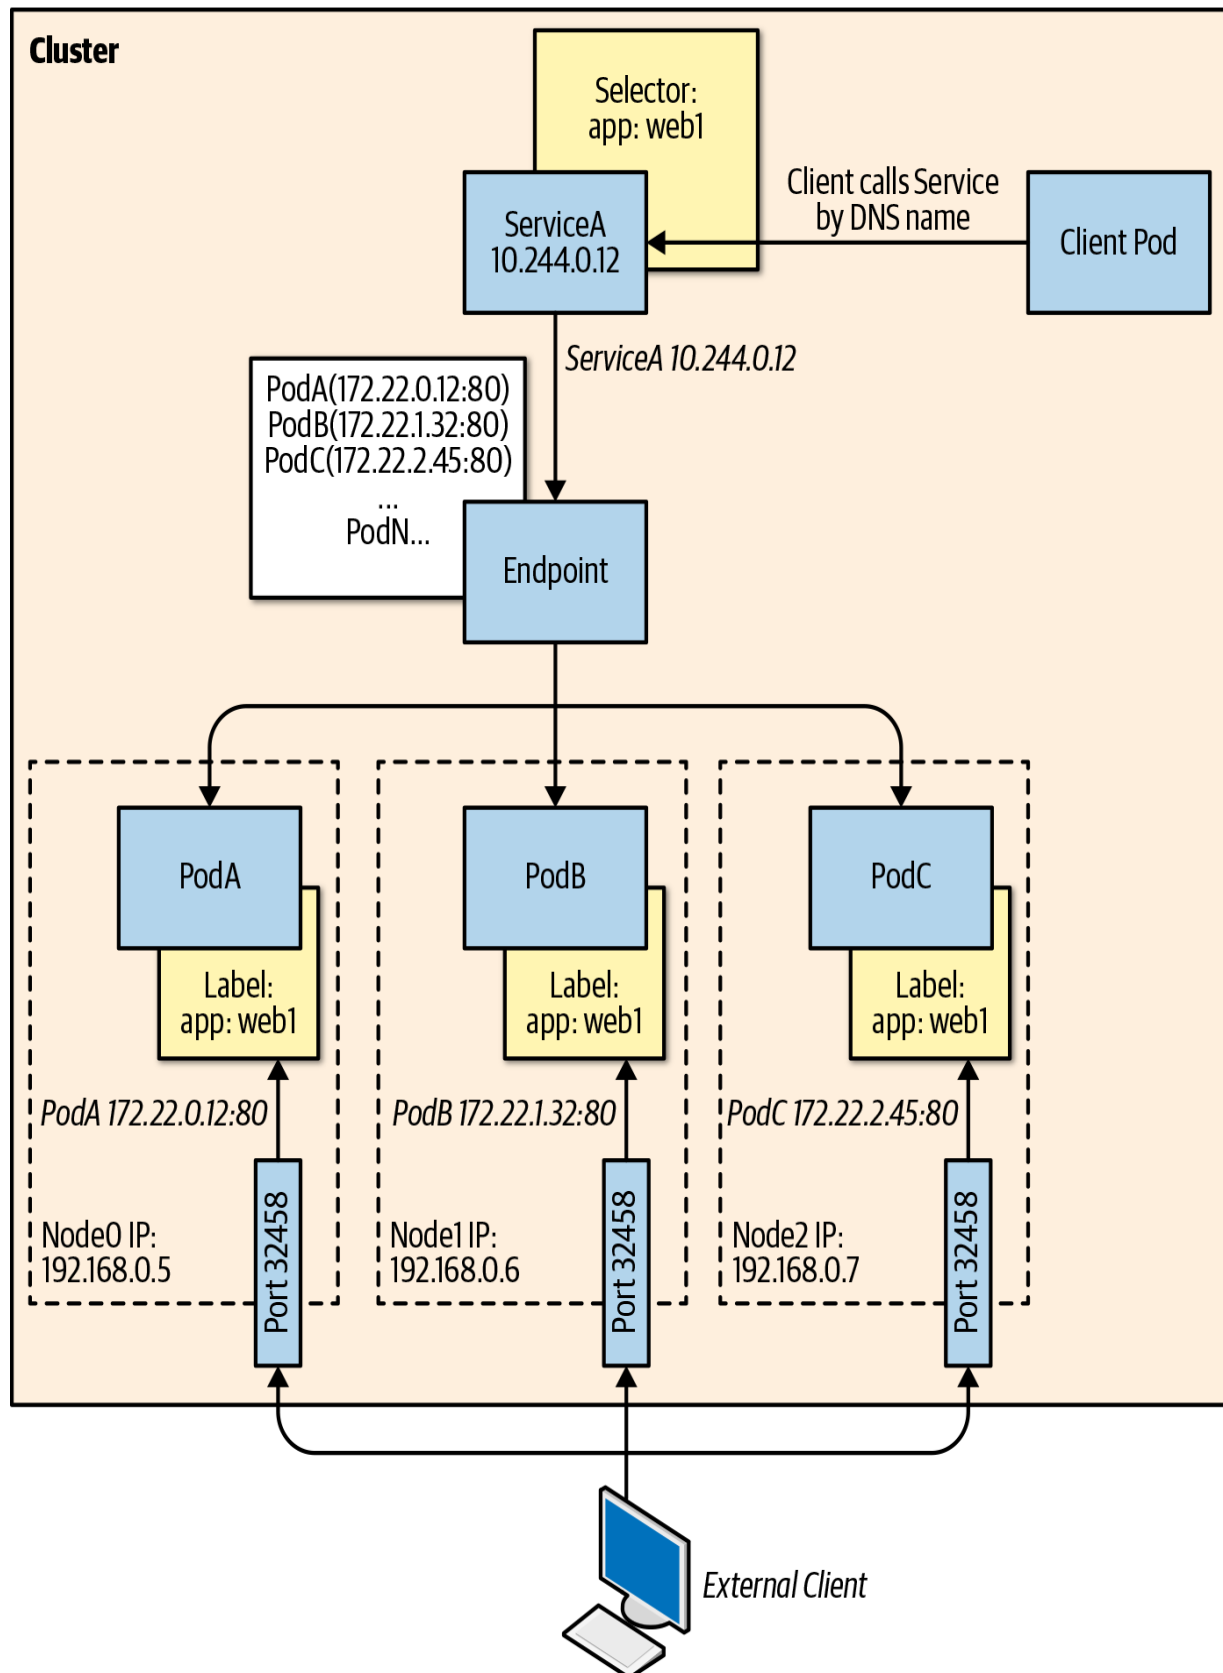 Cluster
Selector:
app: web1
Client calls Service
by DNS name
ServiceA
10.244.0.12
Client Pod
ServiceA 10.244.0.12
PodA(172.22.0.12:80)
PodB(172.22.1.32:80)
PodC(172.22.2.45:80)
...
PodN...
Endpoint
PodA
Label:
app: web1
PodB
Label:
app: web1
PodC
Label:
app: web1
PodA 172.22.0.12:80
PodB 172.22.1.32:80
PodC 172.22.2.45:80
Node0 IP:
192.168.0.5
Port 32458
Node1 IP:
192.168.0.6
Port 32458
Node2 IP:
192.168.0.7
Port 32458
External Client